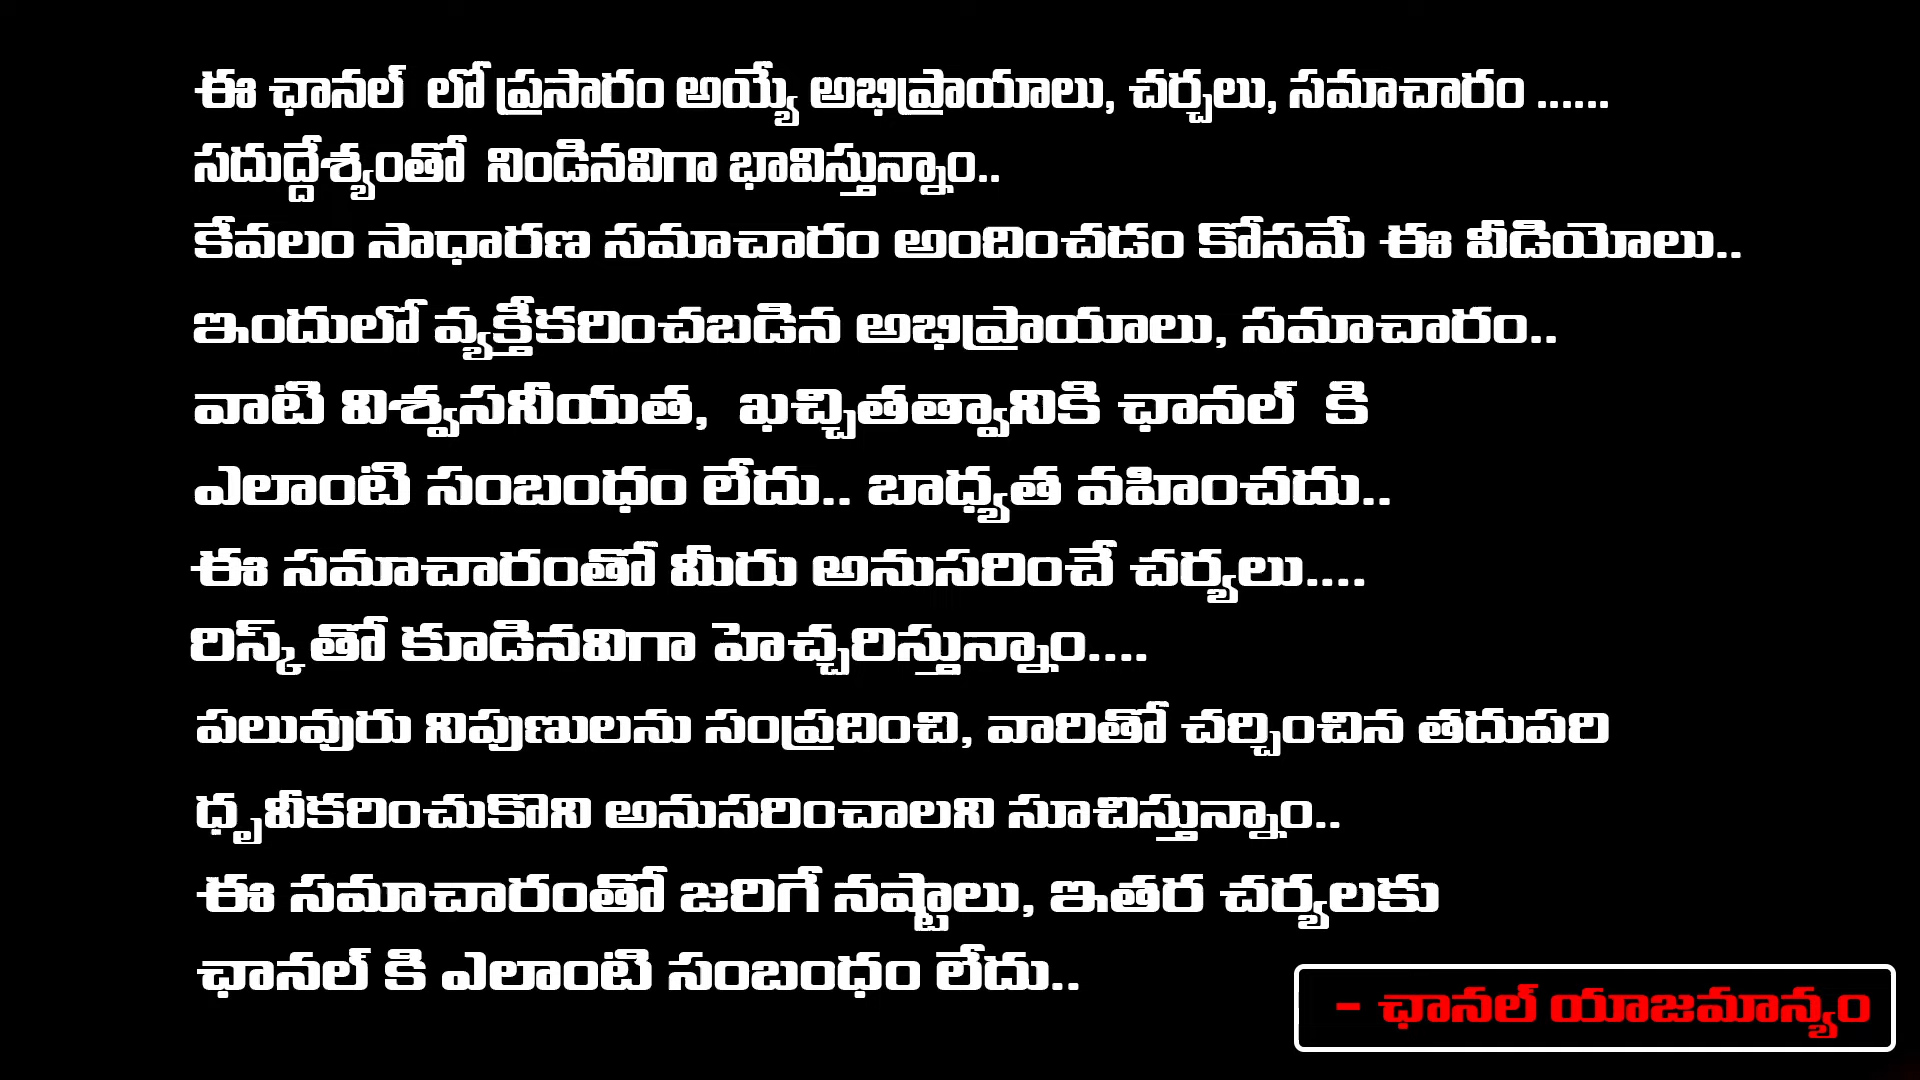 ఈ ఛానల్ లో ప్రసారం అయ్యే అభిప్రాయాలు, చర్చలు, సమాచారం ......
సదుద్దేశ్యంతో నిండినవిగా భావిస్తున్నాం..
కేవలం సాధారణ సమాచారం అందించడం కోసమే ఈ వీడియోలు..
ఇందులో వ్యక్తీకరించబడిన అభిప్రాయాలు, సమాచారం..
వాటి విశ్వసనీయత, ఖచ్చితత్వానికి ఛానల్ కి
ఎలాంటి సంబంధం లేదు.. బాధ్యత వహించదు..
ఈ సమాచారంతో మీరు అనుసరించే చర్యలు....
రిస్క్ తో కూడినవిగా హెచ్చరిస్తున్నాం....
పలువురు నిపుణులను సంప్రదించి, వారితో చర్చించిన తదుపరి
ధృవీకరించుకొని అనుసరించాలని సూచిస్తున్నాం..
ఈ సమాచారంతో జరిగే నష్టాలు, ఇతర చర్యలకు
ఛానల్ కి ఎలాంటి సంబంధం లేదు..
- ఛానల్ యాజమాన్యం